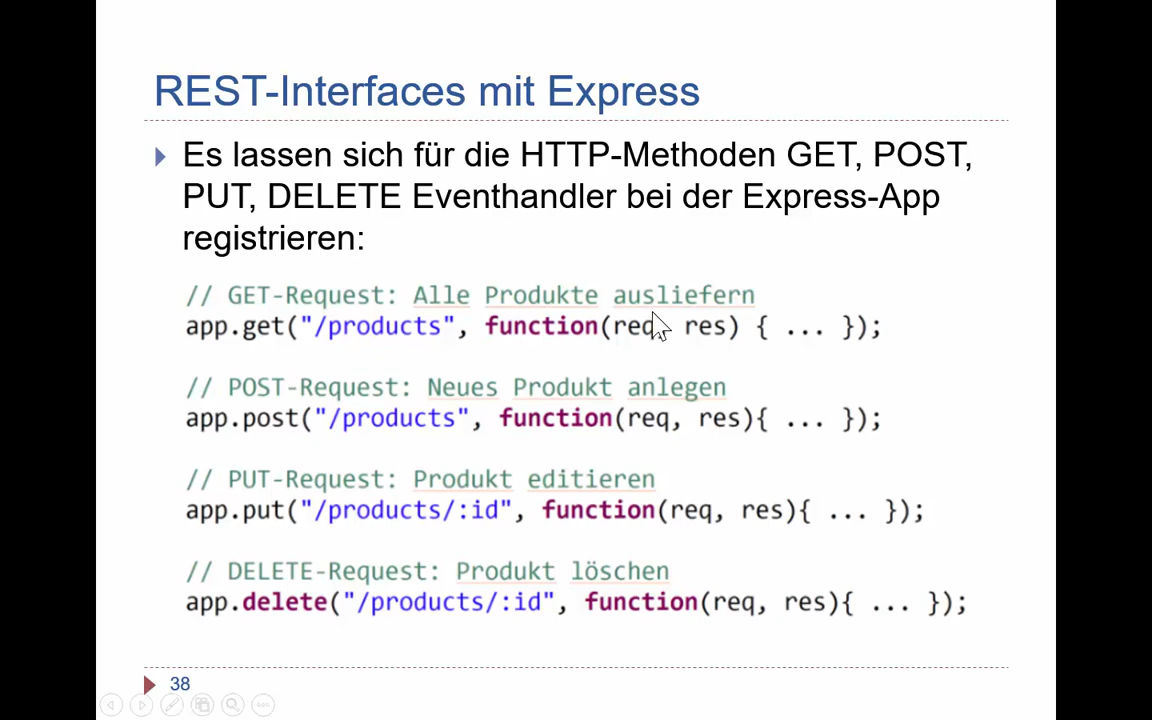 REST-Interfaces mit Express
Es lassen sich für die HTTP-Methoden GET, POST,
PUT, DELETE Eventhandler bei der Express-App
registrieren:
// GET-Request: Alle Produkte ausliefern
app.get("/products", function(req, res) { ... });
// POST-Request: Neues Produkt anlegen
app.post("/products", function(req, res){ ... });
// PUT-Request: Produkt editieren
app.put("/products/:id", function(req, res){ ... });
// DELETE-Request: Produkt löschen
app.delete("/products/:id", function(req, res){ ... });
38